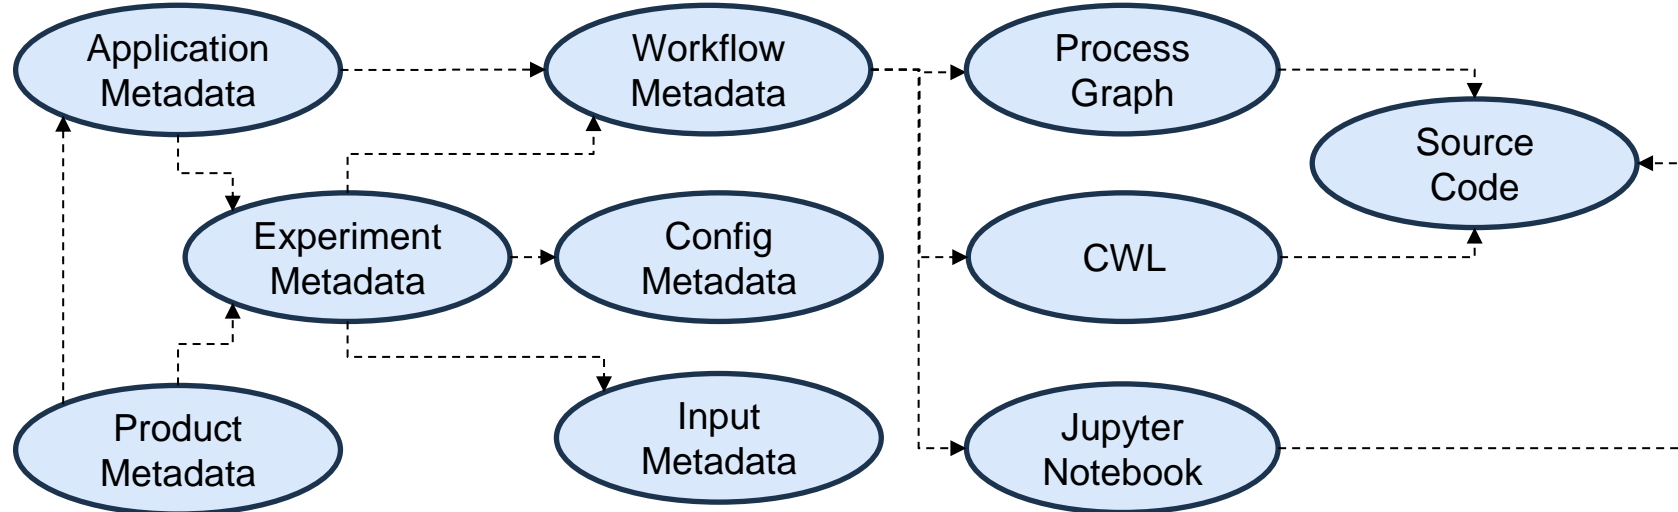 Application
Metadata
Workflow
Metadata
Process
Graph
Source
Code
Experiment
Metadata
Config
Metadata
CWL
Product
Metadata
Input
Metadata
Jupyter
Notebook